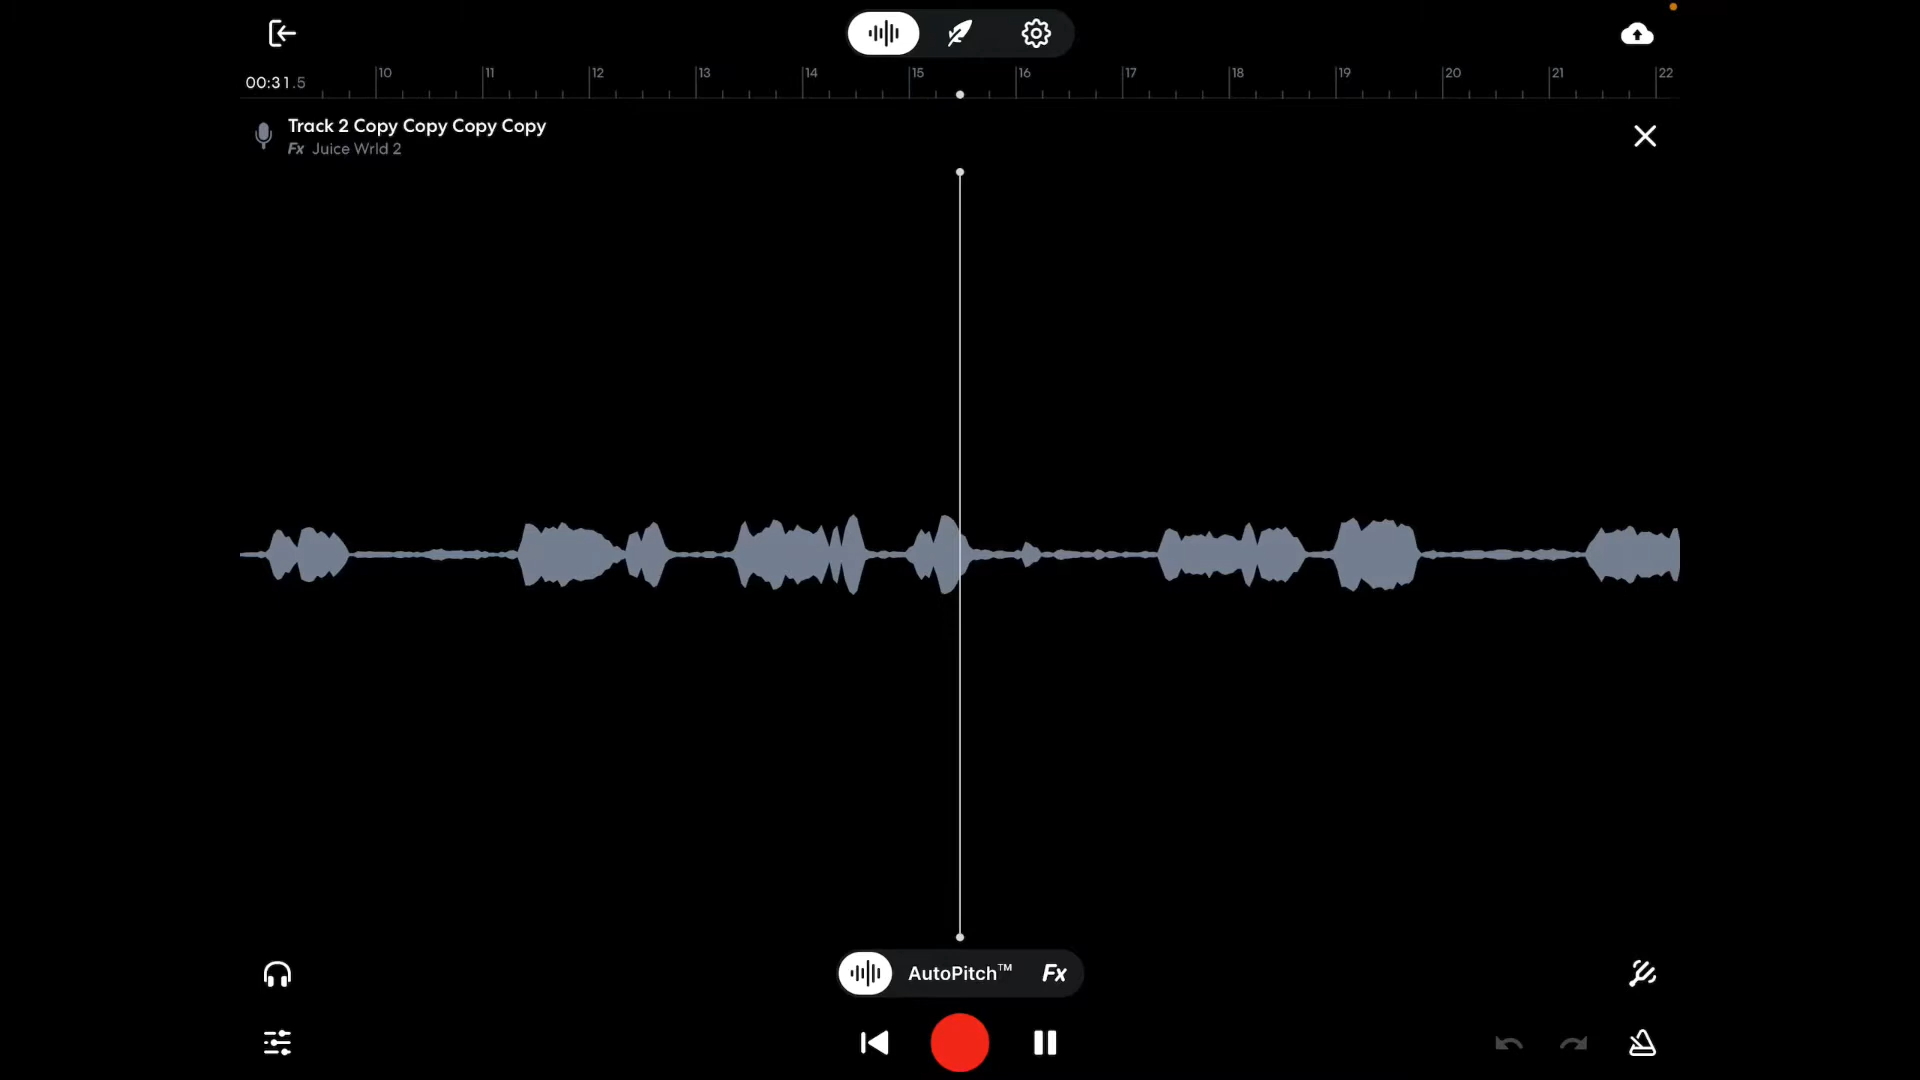 00:31.5
10 11 12 13 14 15 16 17 18 19 20 21 22
Track 2 Copy Copy Copy Copy
Fx Juice Wrld 2
AutoPitch™ Fx